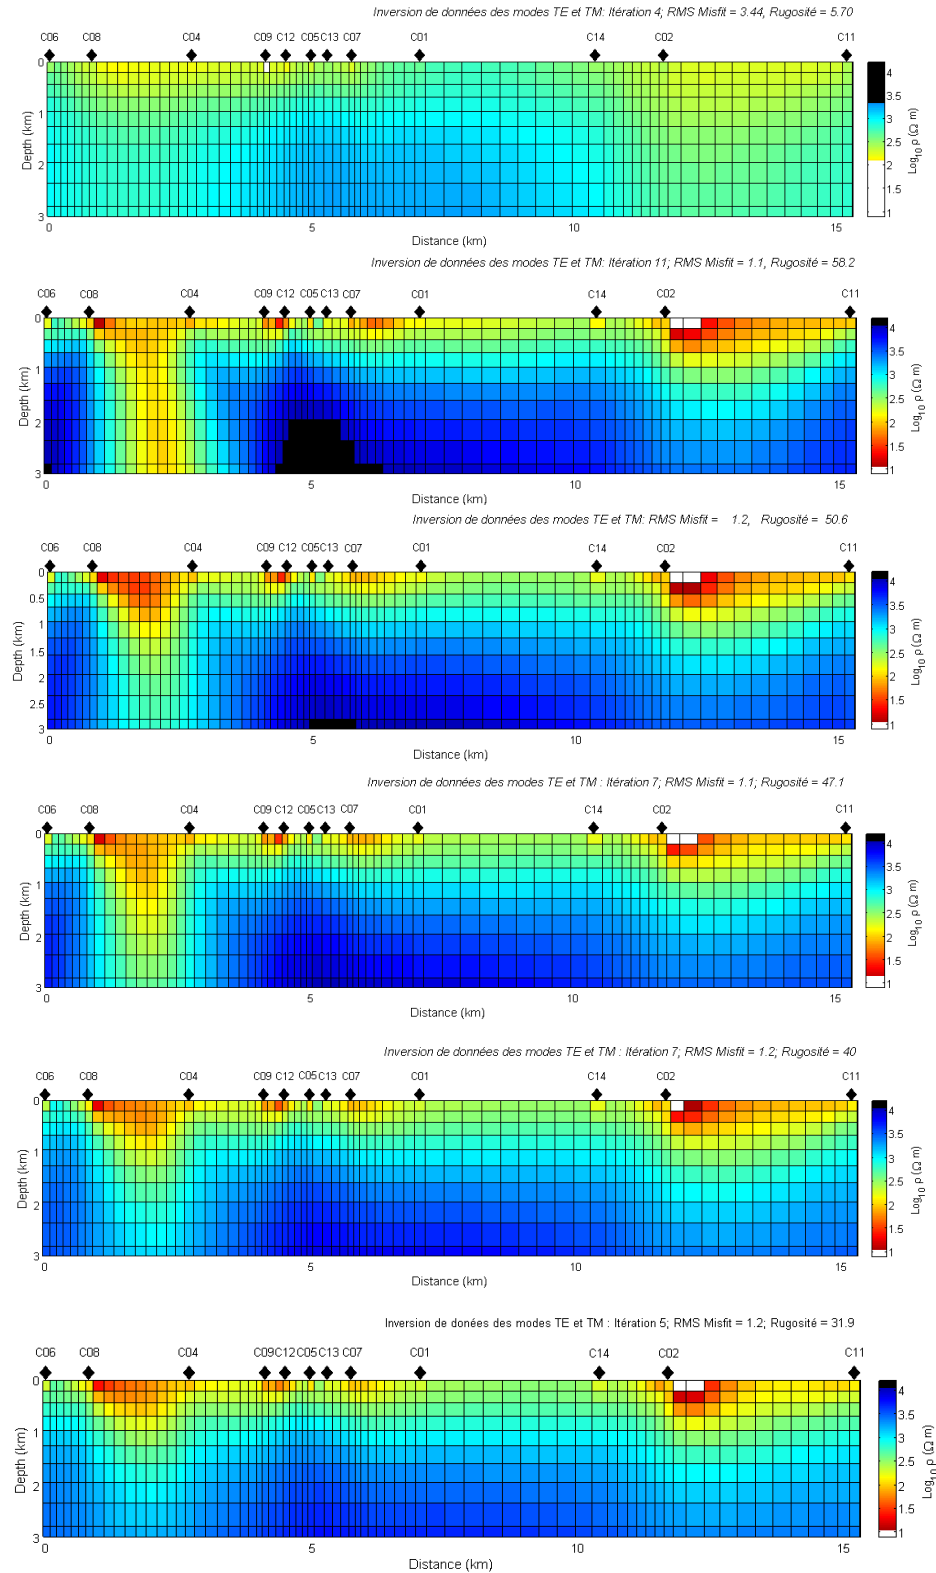 Inversion de données des modes TE et TM: Itération 4; RMS Misfit = 3.44, Rugosité = 5.70
C06 C08 C04 C09 C12 C05 C13 C07 C01 C14 C02 C11
0
1
2
3
Depth (km)
0 5 10 15
Distance (km)
4
3.5
3
2.5
2
1.5
1
Log10 ρ (Ω m)
Inversion de données des modes TE et TM: Itération 11; RMS Misfit = 1.1, Rugosité = 58.2
C06 C08 C04 C09 C12 C05 C13 C07 C01 C14 C02 C11
0
1
2
3
Depth (km)
0 5 10 15
Distance (km)
4
3.5
3
2.5
2
1.5
1
Log10 ρ (Ω m)
Inversion de données des modes TE et TM: RMS Misfit = 1.2, Rugosité = 50.6
C06 C08 C04 C09 C12 C05 C13 C07 C01 C14 C02 C11
0
0.5
1
1.5
2
2.5
3
Depth (km)
0 5 10 15
Distance (km)
4
3.5
3
2.5
2
1.5
1
Log10 ρ (Ω m)
Inversion de données des modes TE et TM : Itération 7; RMS Misfit = 1.1; Rugosité = 47.1
C06 C08 C04 C09 C12 C05 C13 C07 C01 C14 C02 C11
0
1
2
3
Depth (km)
0 5 10 15
Distance (km)
4
3.5
3
2.5
2
1.5
1
Log10 ρ (Ω m)
Inversion de données des modes TE et TM : Itération 7; RMS Misfit = 1.2; Rugosité = 40
C06 C08 C04 C09 C12 C05 C13 C07 C01 C14 C02 C11
0
1
2
3
Depth (km)
0 5 10 15
Distance (km)
4
3.5
3
2.5
2
1.5
1
Log10 ρ (Ω m)
Inversion de donées des modes TE et TM : Itération 5; RMS Misfit = 1.2; Rugosité = 31.9
C06 C08 C04 C09 C12 C05 C13 C07 C01 C14 C02 C11
0
1
2
3
Depth (km)
0 5 10 15
Distance (km)
4
3.5
3
2.5
2
1.5
1
Log10 ρ (Ω m)